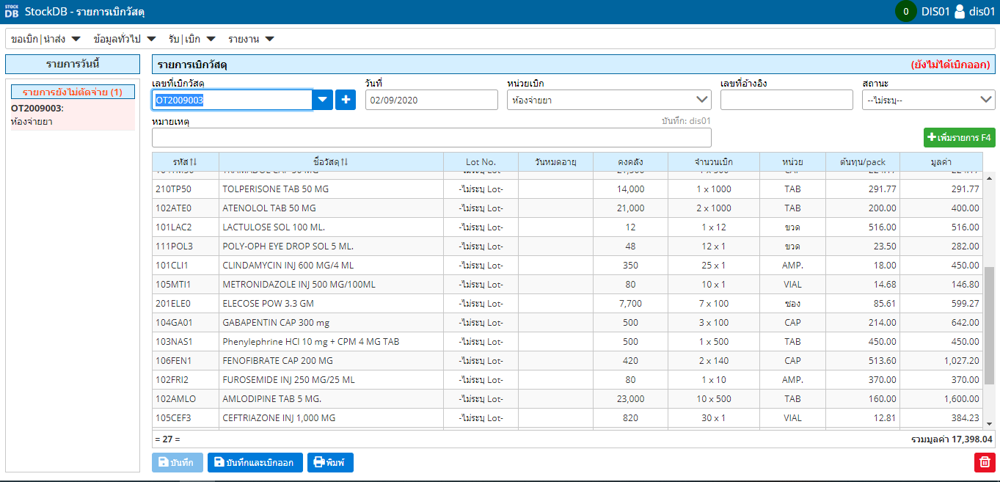 STOCK DB StockDB - รายการเบิกวัสดุ 0 DIS01 dis01
ขอเบิก|นำส่ง ข้อมูลทั่วไป รับ|เบิก รายงาน
รายการวันนี้
รายการยังไม่ตัดจ่าย (1)
OT2009003:
ห้องจ่ายยา
รายการเบิกวัสดุ (ยังไม่ได้เบิกออก)
เลขที่เบิกวัสดุ วันที่ หน่วยเบิก เลขที่อ้างอิง สถานะ
OT2009003 02/09/2020 ห้องจ่ายยา --ไม่ระบุ--
หมายเหตุ บันทึก: dis01
เพิ่มรายการ F4
รหัส ชื่อวัสดุ Lot No. วันหมดอายุ คงคลัง จำนวนเบิก หน่วย ต้นทุน/pack มูลค่า
210TP50 TOLPERISONE TAB 50 MG -ไม่ระบุ Lot- 14,000 1 x 1000 TAB 291.77 291.77
102ATE0 ATENOLOL TAB 50 MG -ไม่ระบุ Lot- 21,000 2 x 1000 TAB 200.00 400.00
101LAC2 LACTULOSE SOL 100 ML. -ไม่ระบุ Lot- 12 1 x 12 ขวด 516.00 516.00
111POL3 POLY-OPH EYE DROP SOL 5 ML. -ไม่ระบุ Lot- 48 12 x 1 ขวด 23.50 282.00
101CLI1 CLINDAMYCIN INJ 600 MG/4 ML -ไม่ระบุ Lot- 350 25 x 1 AMP. 18.00 450.00
105MTI1 METRONIDAZOLE INJ 500 MG/100ML -ไม่ระบุ Lot- 80 10 x 1 VIAL 14.68 146.80
201ELE0 ELECOSE POW 3.3 GM -ไม่ระบุ Lot- 7,700 7 x 100 ซอง 85.61 599.27
104GA01 GABAPENTIN CAP 300 mg -ไม่ระบุ Lot- 500 3 x 100 CAP 214.00 642.00
103NAS1 Phenylephrine HCl 10 mg + CPM 4 MG TAB -ไม่ระบุ Lot- 500 1 x 500 TAB 450.00 450.00
106FEN1 FENOFIBRATE CAP 200 MG -ไม่ระบุ Lot- 420 2 x 140 CAP 513.60 1,027.20
102FRI2 FUROSEMIDE INJ 250 MG/25 ML -ไม่ระบุ Lot- 80 1 x 10 AMP. 370.00 370.00
102AMLO AMLODIPINE TAB 5 MG. -ไม่ระบุ Lot- 23,000 10 x 500 TAB 160.00 1,600.00
105CEF3 CEFTRIAZONE INJ 1,000 MG -ไม่ระบุ Lot- 820 30 x 1 VIAL 12.81 384.23
= 27 = รวมมูลค่า 17,398.04
บันทึก บันทึกและเบิกออก พิมพ์